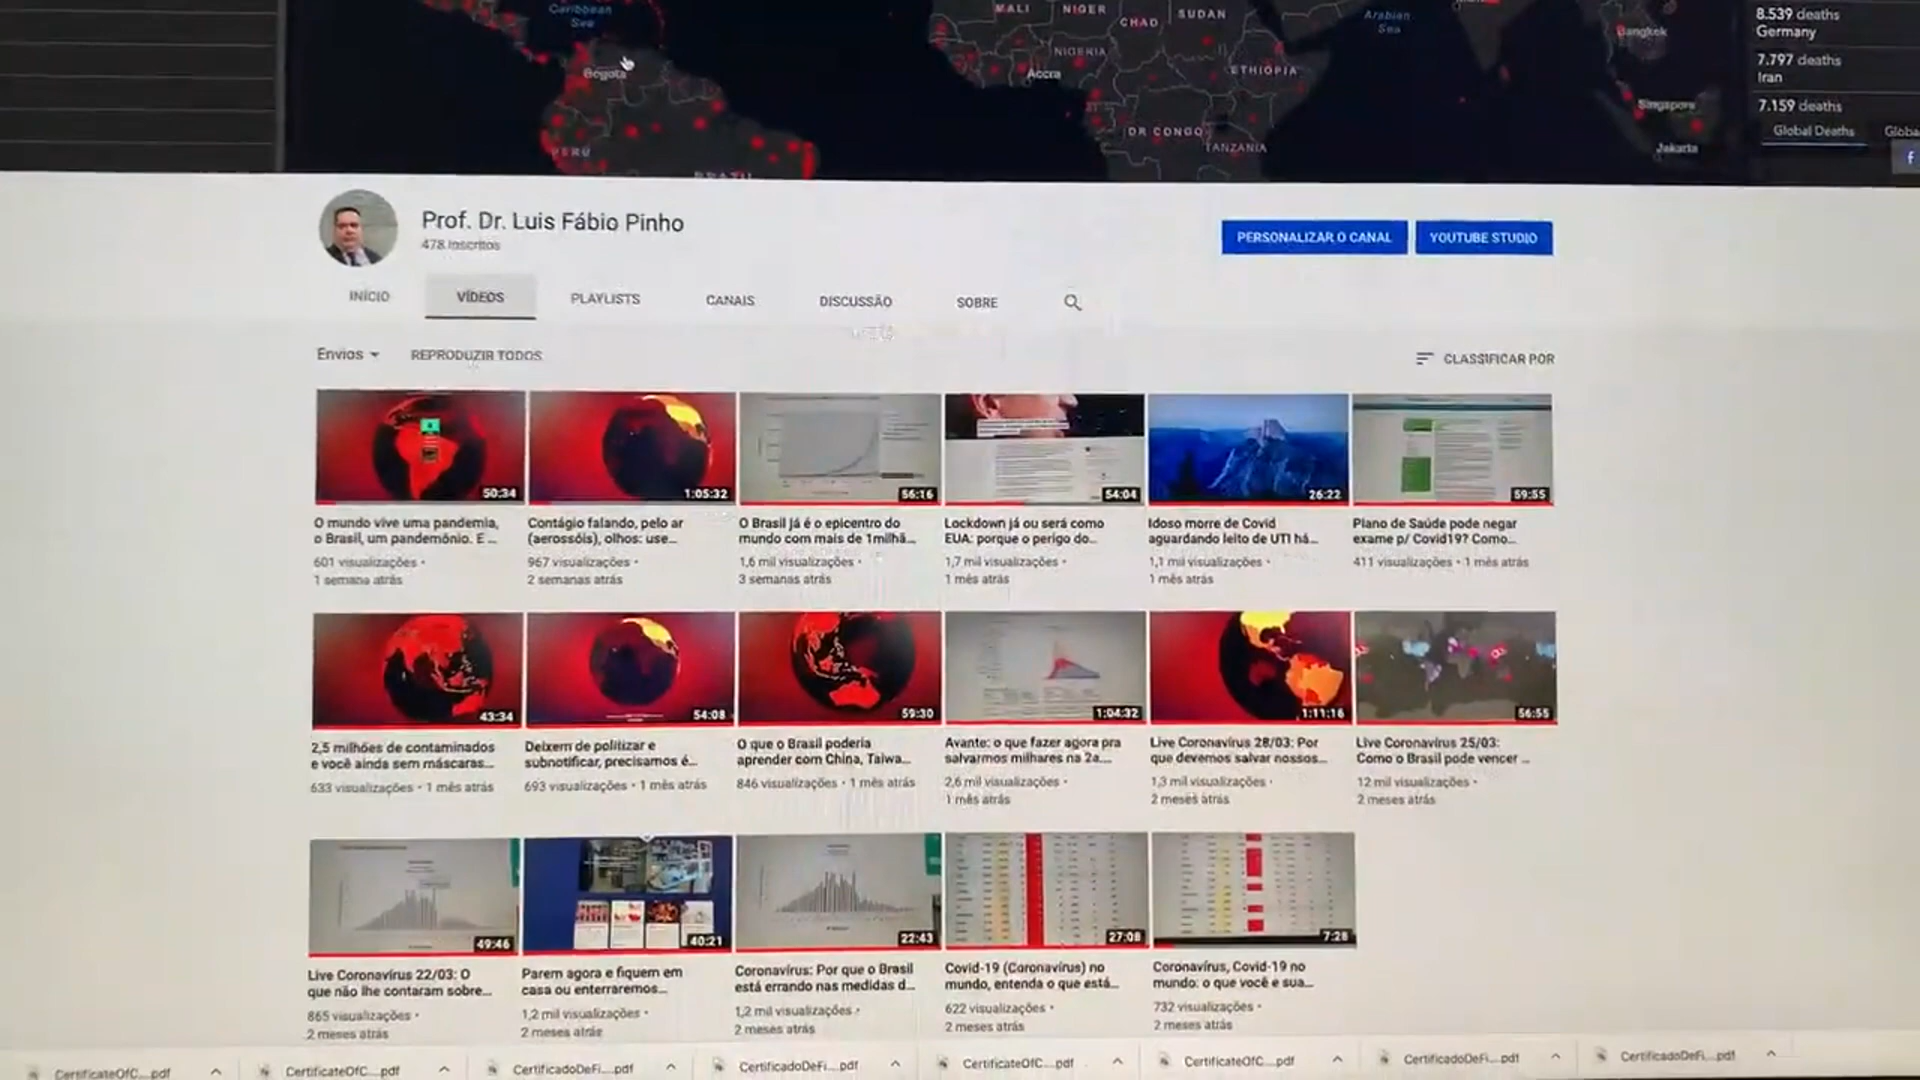 Caribbean
Sea
MALI
NIGER
CHAD
SUDAN
Arabian
Sea
8.539 deaths
Germany
Bangkok
NIGERIA
Bogota
Accra
ETHIOPIA
7.797 deaths
Iran
Singapore
7.159 deaths
DR CONGO
TANZANIA
PERU
Jakarta
Global Deaths
BRAZIL
Prof. Dr. Luis Fábio Pinho
478 inscritos
PERSONALIZAR O CANAL
YOUTUBE STUDIO
INÍCIO
VÍDEOS
PLAYLISTS
CANAIS
DISCUSSÃO
SOBRE
Envios
REPRODUZIR TODOS
CLASSIFICAR POR
50:34
1:05:32
56:16
54:04
26:22
59:55
O mundo vive uma pandemia,
o Brasil, um pandemônio. E ...
601 visualizações •
1 semana atrás
Contágio falando, pelo ar
(aerossóis), olhos: use...
967 visualizações •
2 semanas atrás
O Brasil já é o epicentro do
mundo com mais de 1milhã...
1,6 mil visualizações •
3 semanas atrás
Lockdown já ou será como
EUA: porque o perigo do...
1,7 mil visualizações •
1 mês atrás
Idoso morre de Covid
aguardando leito de UTI há...
1,1 mil visualizações •
1 mês atrás
Plano de Saúde pode negar
exame p/ Covid19? Como...
411 visualizações • 1 mês atrás
43:34
54:08
59:30
1:04:32
1:11:16
56:55
2,5 milhões de contaminados
e você ainda sem máscaras...
633 visualizações • 1 mês atrás
Deixem de politizar e
subnotificar, precisamos é...
693 visualizações • 1 mês atrás
O que o Brasil poderia
aprender com China, Taiwa...
846 visualizações • 1 mês atrás
Avante: o que fazer agora pra
salvarmos milhares na 2a....
2,6 mil visualizações •
1 mês atrás
Live Coronavírus 28/03: Por
que devemos salvar nossos...
1,3 mil visualizações •
2 meses atrás
Live Coronavírus 25/03:
Como o Brasil pode vencer ...
12 mil visualizações •
2 meses atrás
49:46
40:21
22:43
27:08
7:28
Live Coronavírus 22/03: O
que não lhe contaram sobre...
865 visualizações •
2 meses atrás
Parem agora e fiquem em
casa ou enterraremos...
1,2 mil visualizações •
2 meses atrás
Coronavírus: Por que o Brasil
está errando nas medidas d...
1,2 mil visualizações •
2 meses atrás
Covid-19 (Coronavírus) no
mundo, entenda o que está...
622 visualizações •
2 meses atrás
Coronavírus, Covid-19 no
mundo: o que você e sua...
732 visualizações •
2 meses atrás
CertificateOfC....pdf
CertificateOfC....pdf
CertificadoDeFi....pdf
CertificadoDeFi....pdf
CertificateOfC....pdf
CertificateOfC....pdf
CertificadoDeFi....pdf
CertificadoDeFi....pdf